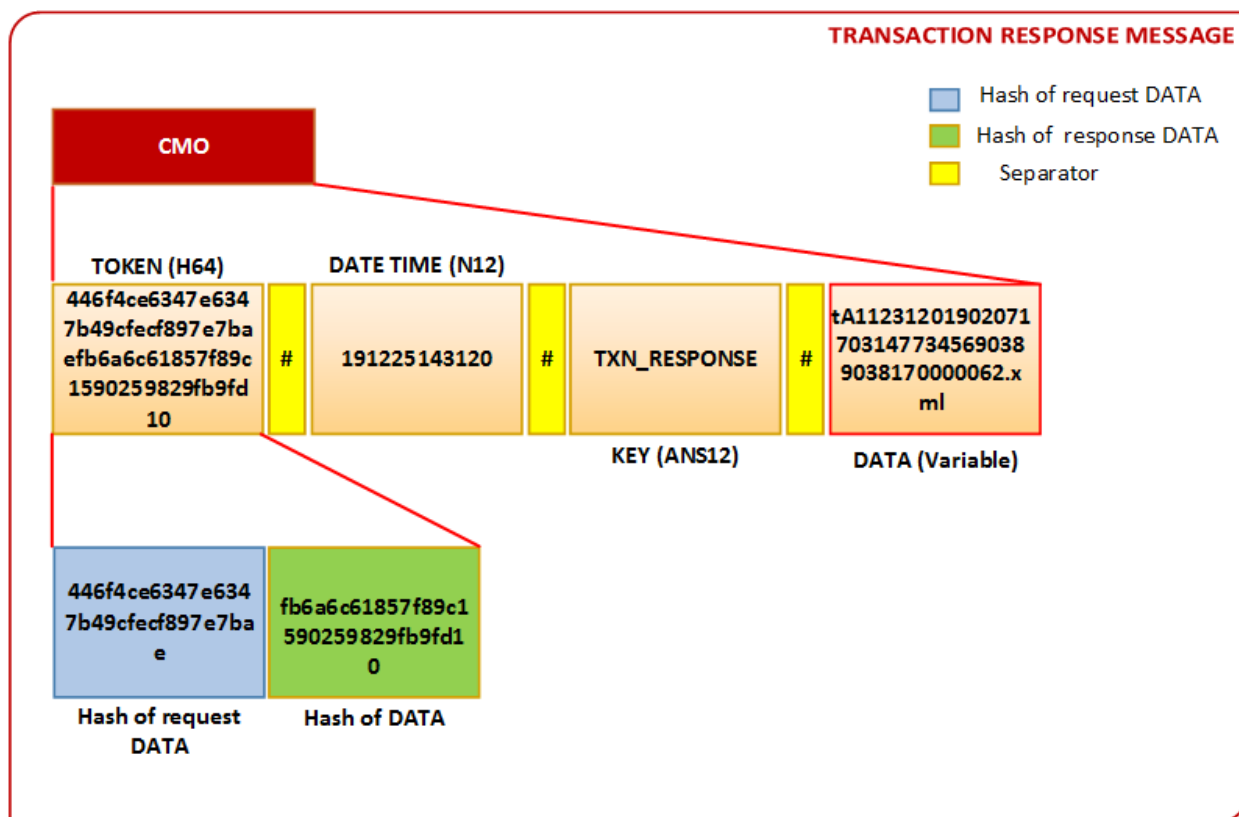 TRANSACTION RESPONSE MESSAGE
Hash of request DATA
Hash of response DATA
Separator
CMO
TOKEN (H64)
DATE TIME (N12)
446f4ce6347e634
7b49cfecf897e7ba
efb6a6c61857f89c
1590259829fb9fd
10
#
191225143120
#
TXN_RESPONSE
#
tA11231201902071
703147734569038
9038170000062.x
ml
KEY (ANS12)
DATA (Variable)
446f4ce6347e634
7b49cfecf897e7ba
e
fb6a6c61857f89c1
590259829fb9fd1
0
Hash of request
DATA
Hash of DATA